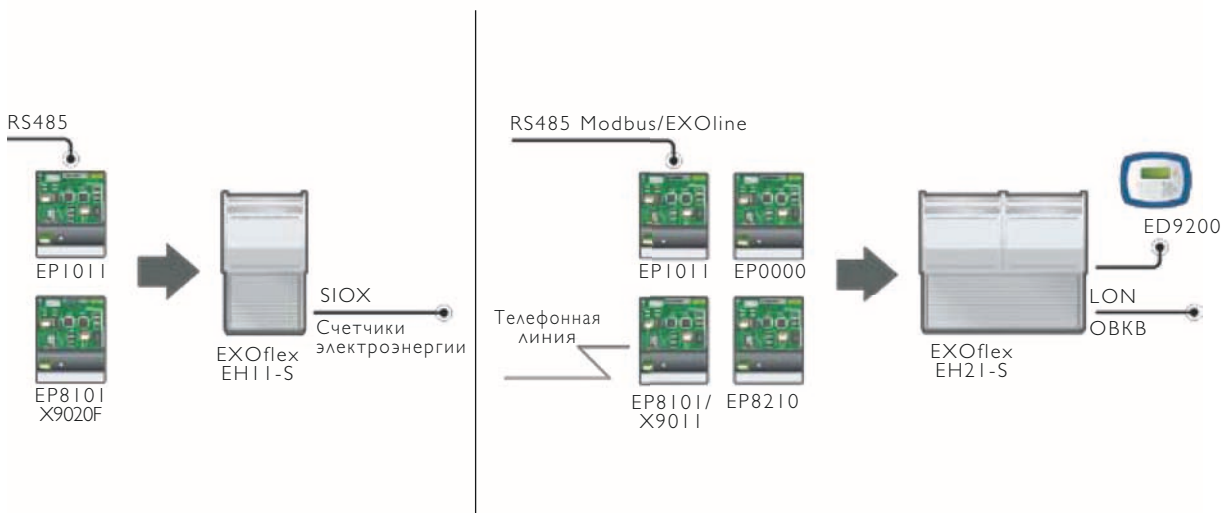 RS485
EP1011
EP8101
X9020F
EXOflex
EH11-S
SIOX
Счетчики
электроэнергии
RS485 Modbus/EXOline
EP1011
EP0000
Телефонная
линия
EP8101/
X9011
EP8210
EXOflex
EH21-S
ED9200
LON
ОВКВ